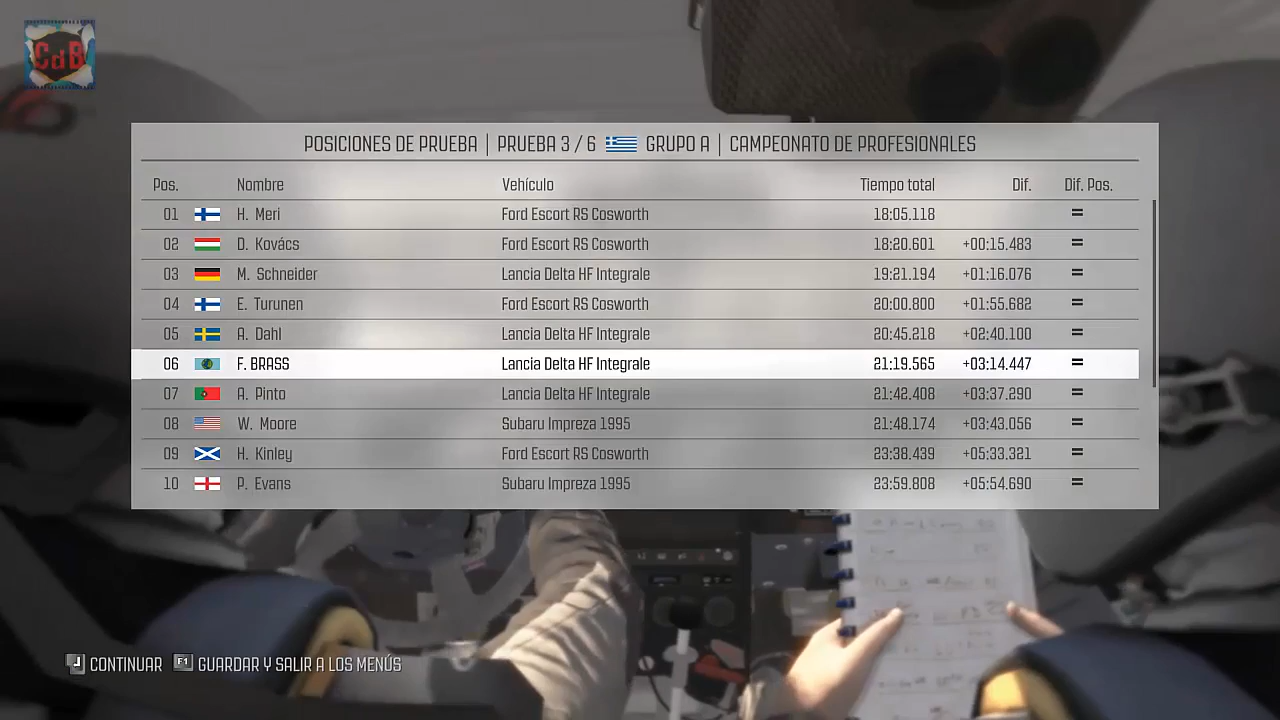 CdB
POSICIONES DE PRUEBA | PRUEBA 3 / 6 GRUPO A | CAMPEONATO DE PROFESIONALES
Pos. Nombre Vehículo Tiempo total Dif. Dif. Pos.
01 H. Meri Ford Escort RS Cosworth 18:05.118 =
02 D. Kovács Ford Escort RS Cosworth 18:20.601 +00:15.483 =
03 M. Schneider Lancia Delta HF Integrale 19:21.194 +01:16.076 =
04 E. Turunen Ford Escort RS Cosworth 20:00.800 +01:55.682 =
05 A. Dahl Lancia Delta HF Integrale 20:45.218 +02:40.100 =
06 F. BRASS Lancia Delta HF Integrale 21:19.565 +03:14.447 =
07 A. Pinto Lancia Delta HF Integrale 21:42.408 +03:37.290 =
08 W. Moore Subaru Impreza 1995 21:48.174 +03:43.056 =
09 H. Kinley Ford Escort RS Cosworth 23:38.439 +05:33.321 =
10 P. Evans Subaru Impreza 1995 23:59.808 +05:54.690 =
CONTINUAR F1 GUARDAR Y SALIR A LOS MENÚS